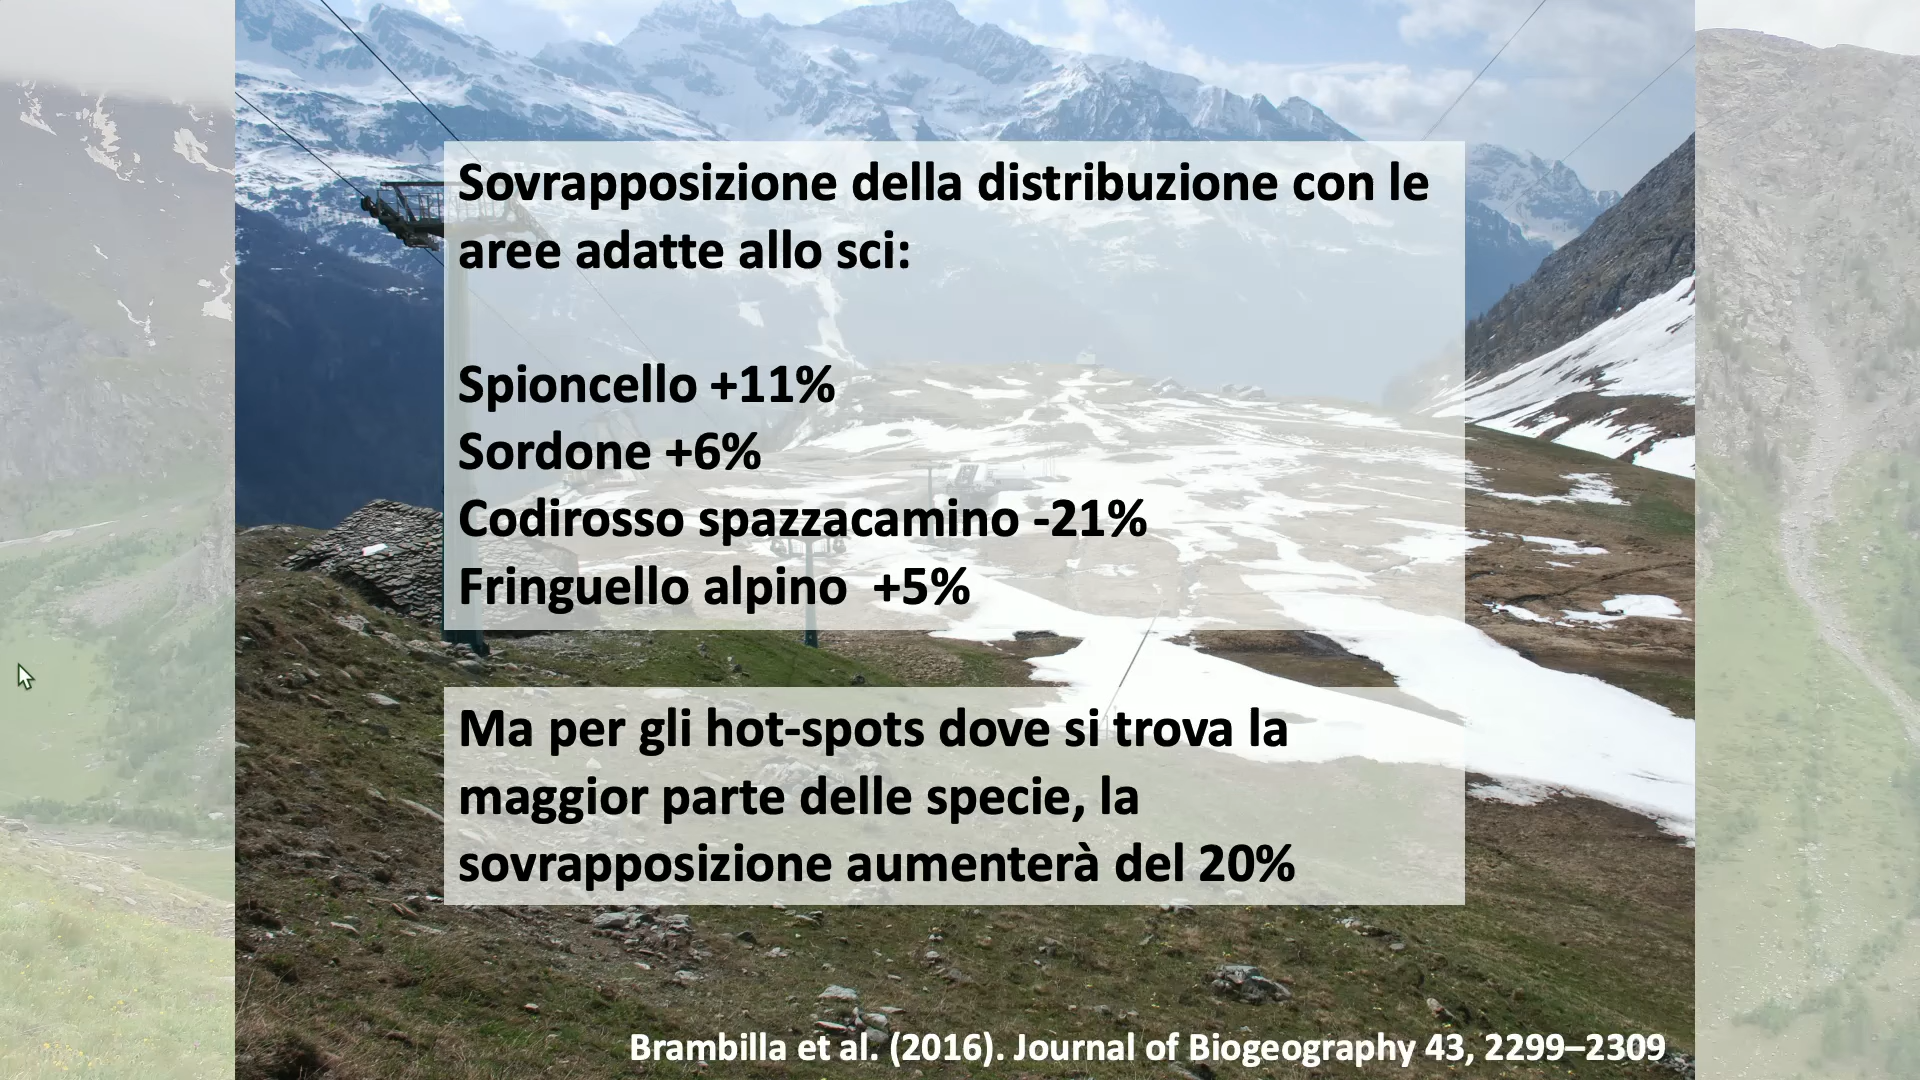 Sovrapposizione della distribuzione con le
aree adatte allo sci:
Spioncello +11%
Sordone +6%
Codirosso spazzacamino -21%
Fringuello alpino +5%
Ma per gli hot-spots dove si trova la
maggior parte delle specie, la
sovrapposizione aumenterà del 20%
Brambilla et al. (2016). Journal of Biogeography 43, 2299–2309